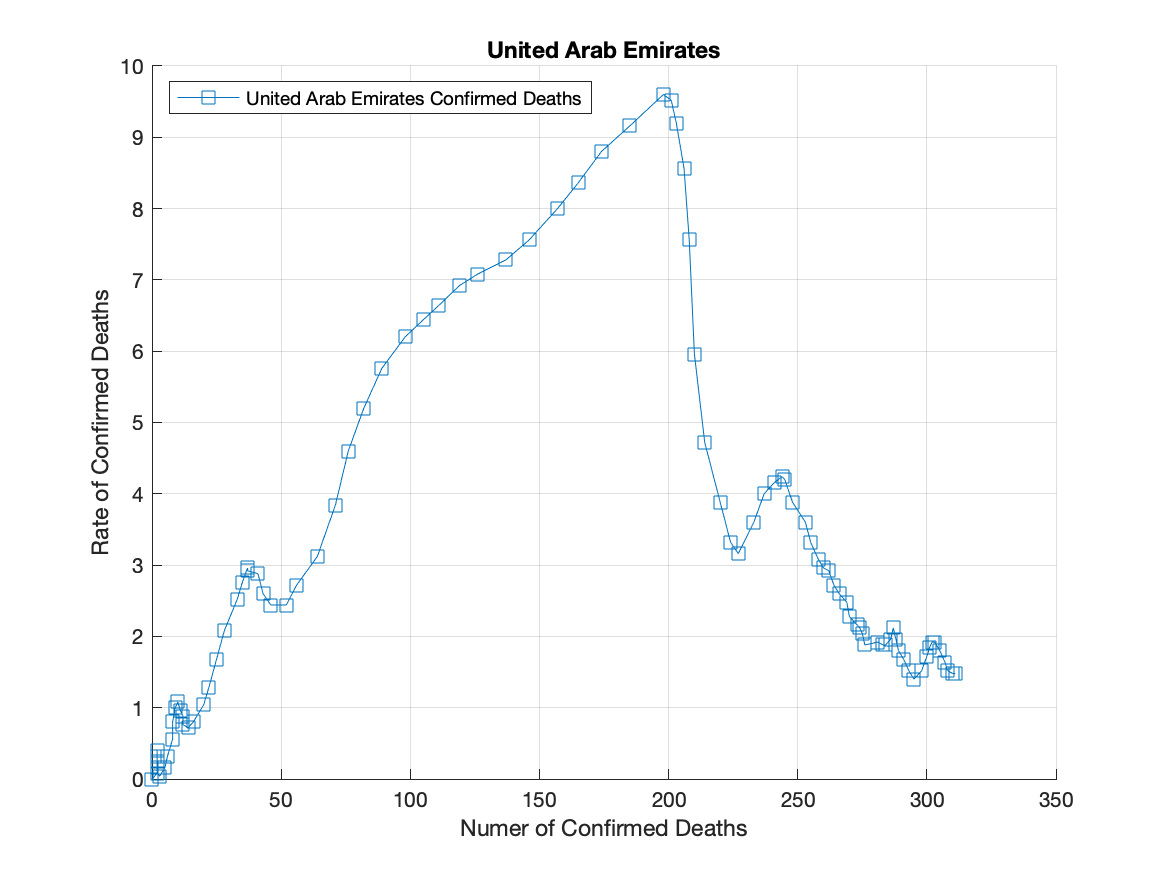 United Arab Emirates
United Arab Emirates Confirmed Deaths
10
9
8
7
6
5
4
3
2
1
0
Rate of Confirmed Deaths
0 50 100 150 200 250 300 350
Numer of Confirmed Deaths